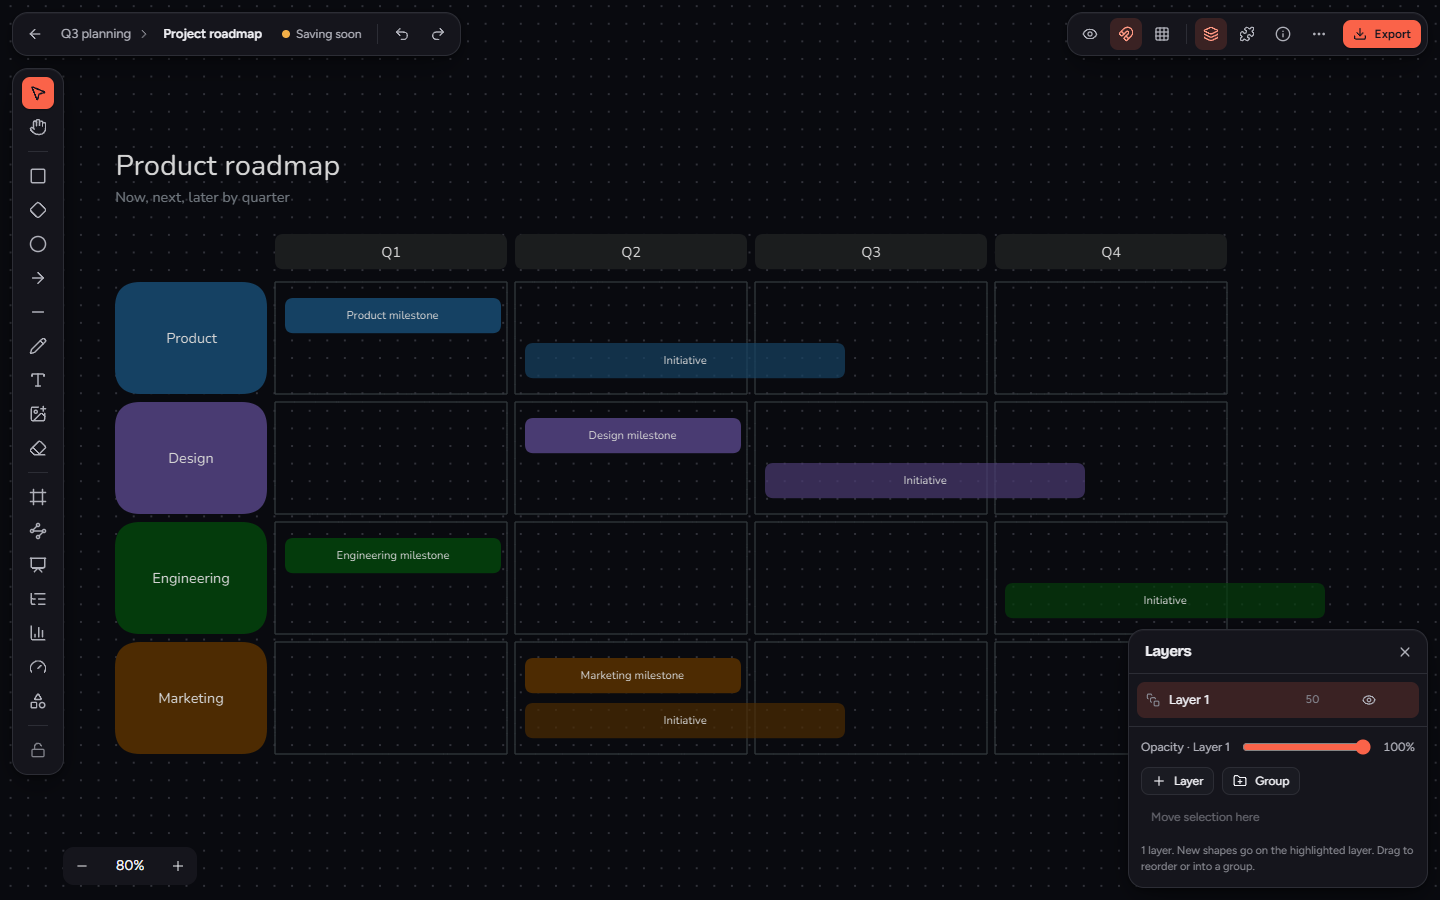 Q3 planning
Project roadmap
Saving soon
Export
Product roadmap
Now, next, later by quarter
Q1
Q2
Q3
Q4
Product
Product milestone
Initiative
Design
Design milestone
Initiative
Engineering
Engineering milestone
Initiative
Marketing
Marketing milestone
Initiative
Layers
Layer 1
50
Opacity · Layer 1
100%
Layer
Group
Move selection here
1 layer. New shapes go on the highlighted layer. Drag to
reorder or into a group.
80%